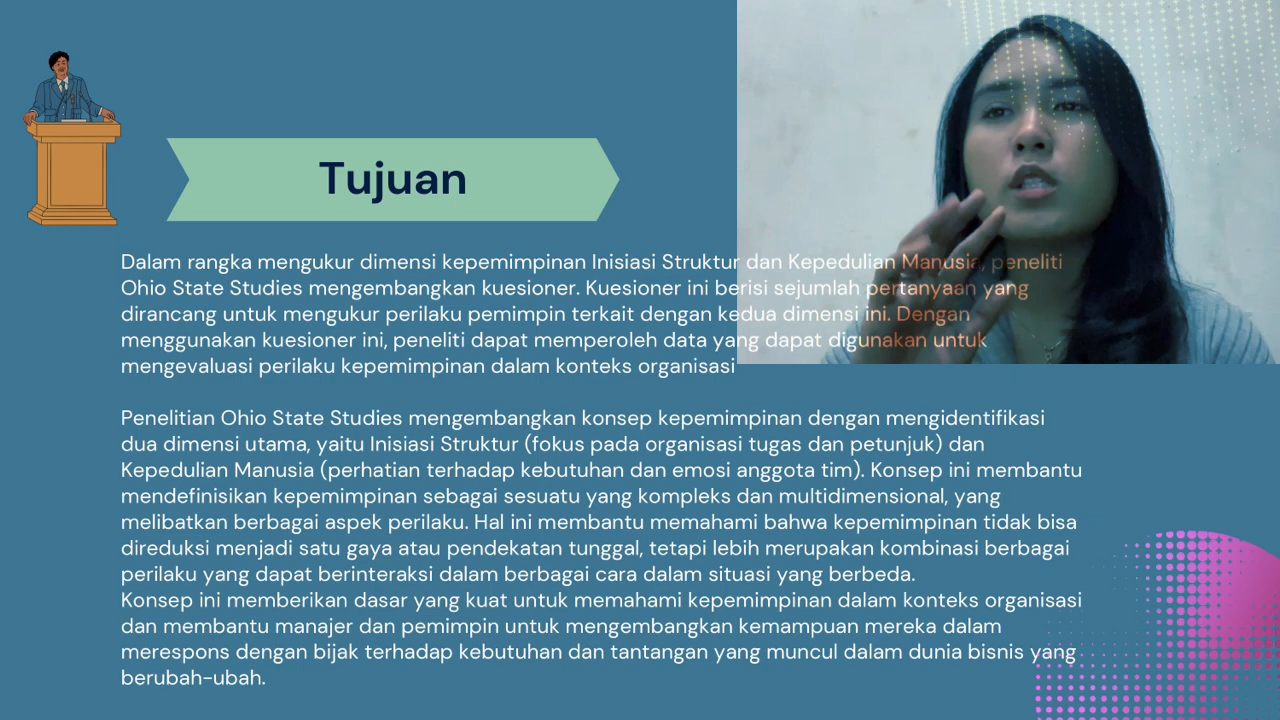 Tujuan
Dalam rangka mengukur dimensi kepemimpinan Inisiasi Struktur dan Kepedulian Manusia, peneliti
Ohio State Studies mengembangkan kuesioner. Kuesioner ini berisi sejumlah pertanyaan yang
dirancang untuk mengukur perilaku pemimpin terkait dengan kedua dimensi ini. Dengan
menggunakan kuesioner ini, peneliti dapat memperoleh data yang dapat digunakan untuk
mengevaluasi perilaku kepemimpinan dalam konteks organisasi
Penelitian Ohio State Studies mengembangkan konsep kepemimpinan dengan mengidentifikasi
dua dimensi utama, yaitu Inisiasi Struktur (fokus pada organisasi tugas dan petunjuk) dan
Kepedulian Manusia (perhatian terhadap kebutuhan dan emosi anggota tim). Konsep ini membantu
mendefinisikan kepemimpinan sebagai sesuatu yang kompleks dan multidimensional, yang
melibatkan berbagai aspek perilaku. Hal ini membantu memahami bahwa kepemimpinan tidak bisa
direduksi menjadi satu gaya atau pendekatan tunggal, tetapi lebih merupakan kombinasi berbagai
perilaku yang dapat berinteraksi dalam berbagai cara dalam situasi yang berbeda.
Konsep ini memberikan dasar yang kuat untuk memahami kepemimpinan dalam konteks organisasi
dan membantu manajer dan pemimpin untuk mengembangkan kemampuan mereka dalam
merespons dengan bijak terhadap kebutuhan dan tantangan yang muncul dalam dunia bisnis yang
berubah-ubah.